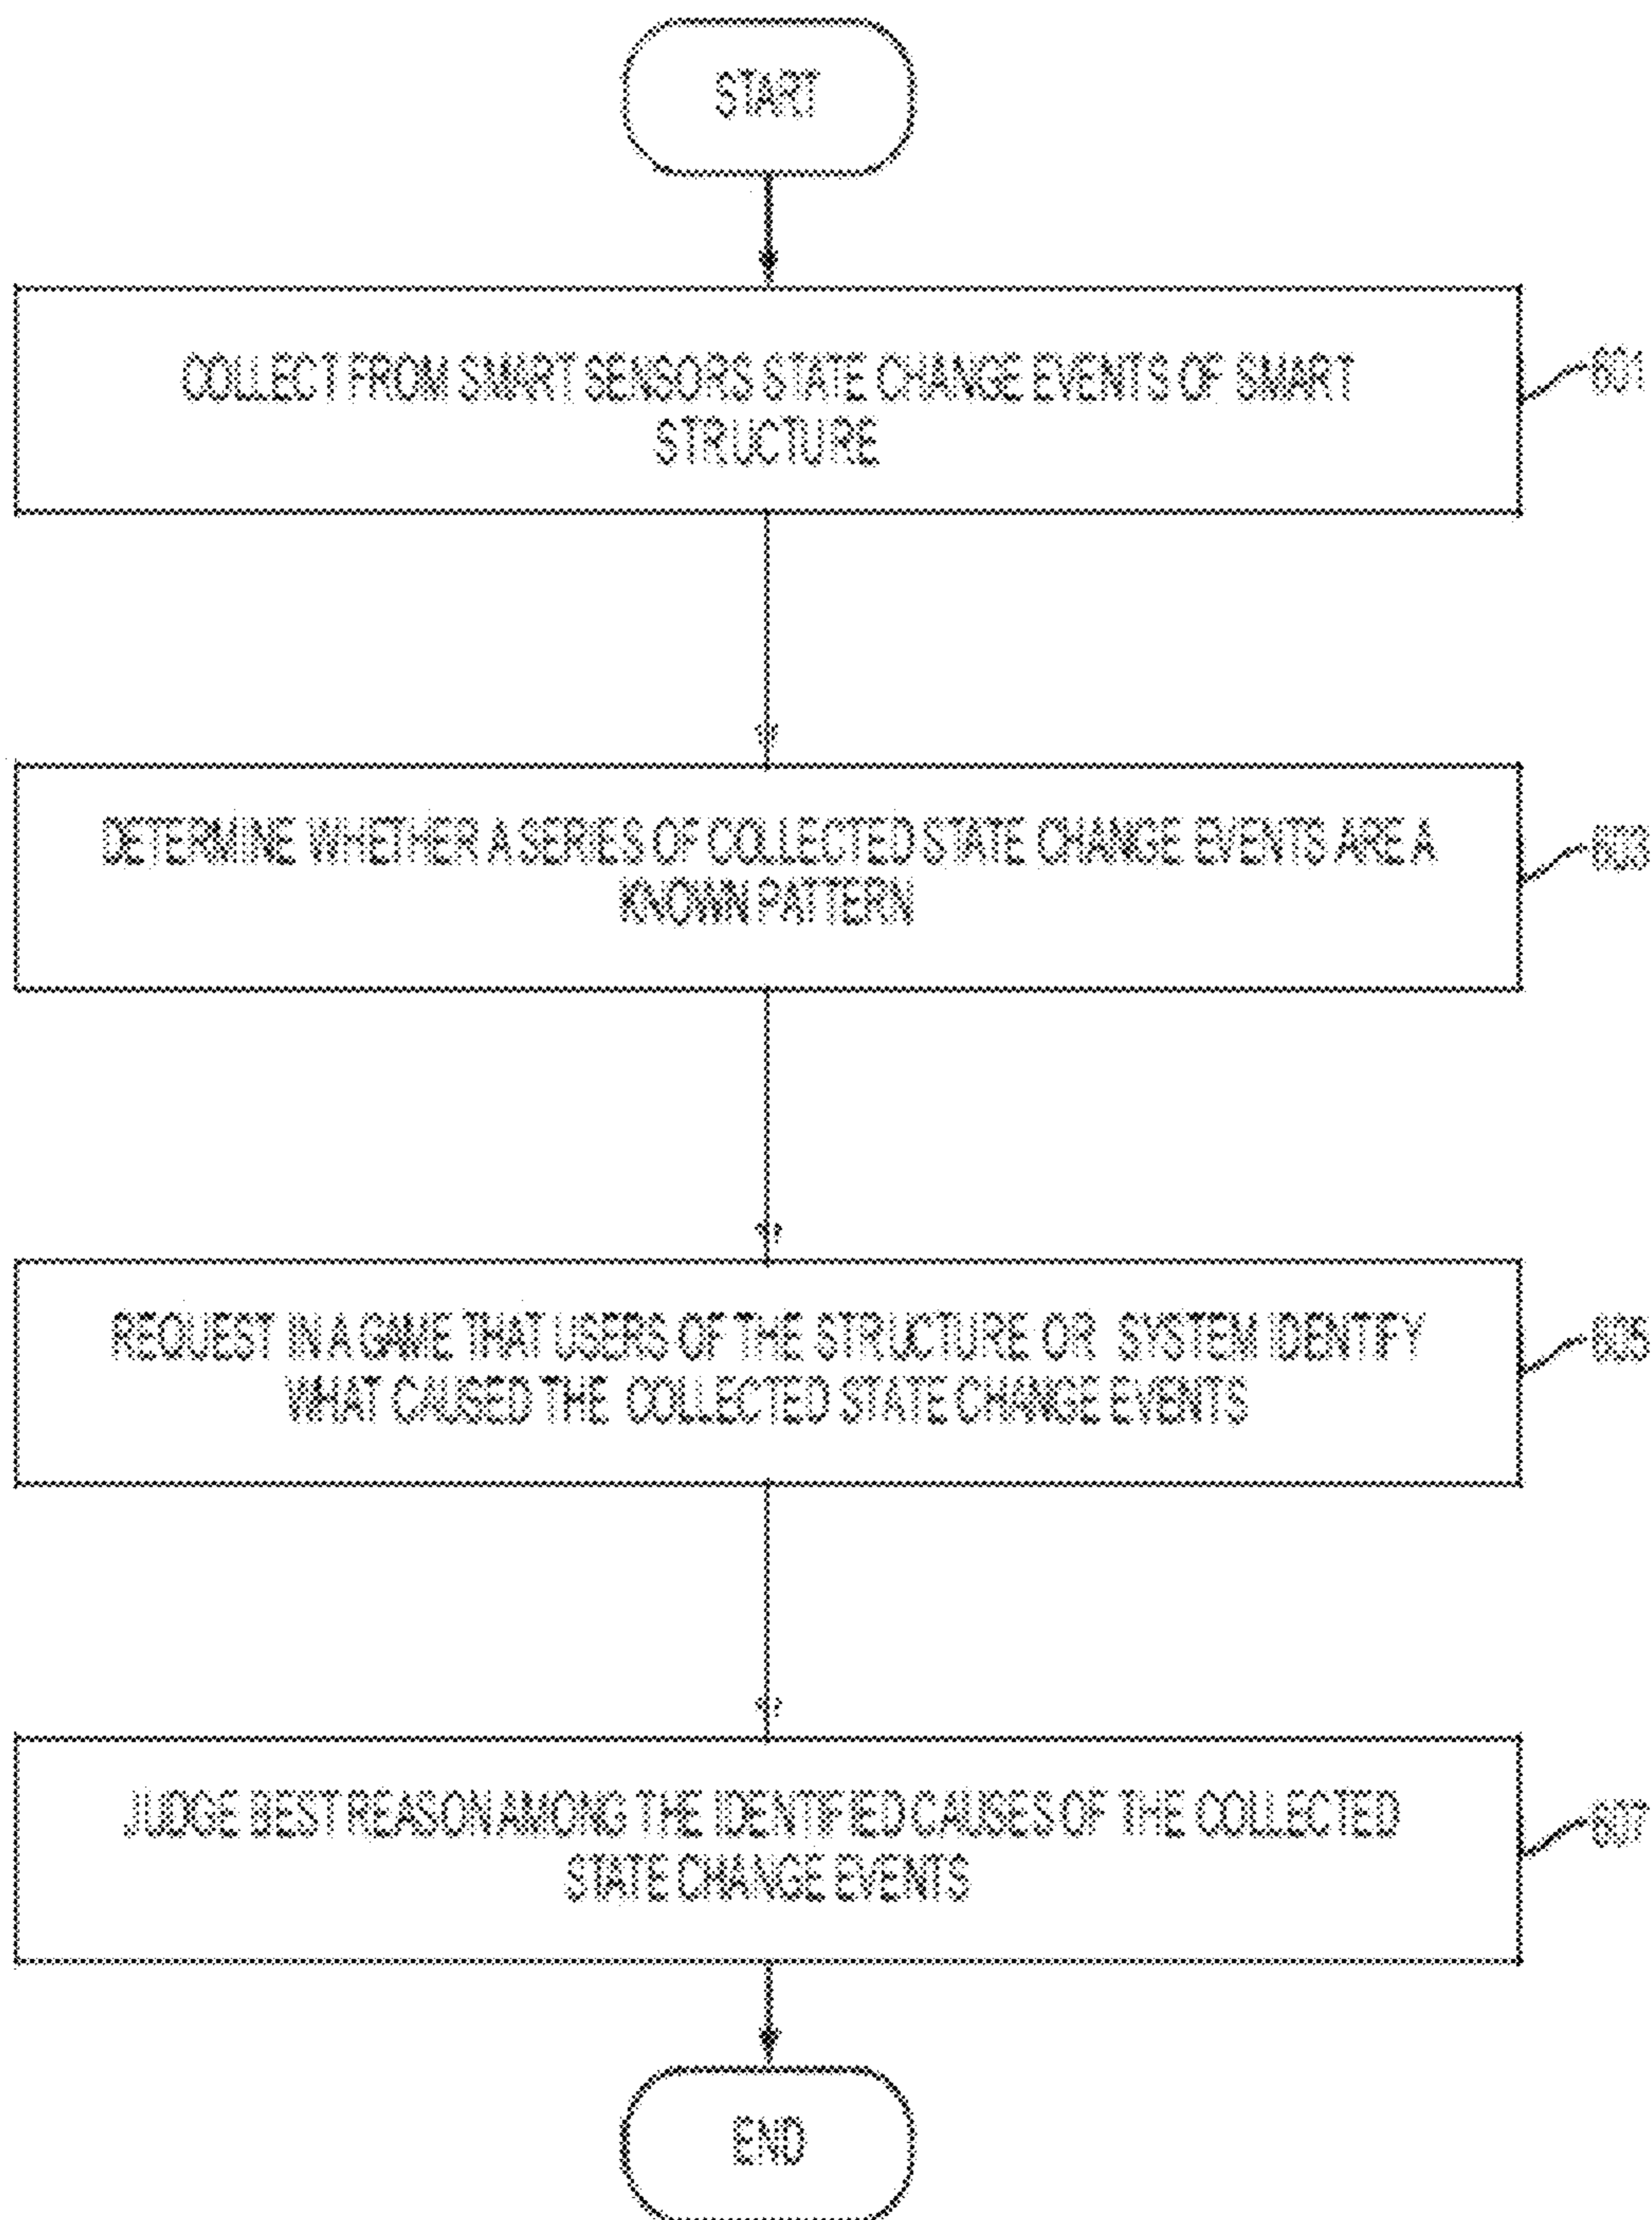 START
COLLECT FROM SMART SENSORS STATE CHANGE EVENTS OF SMART
STRUCTURE
601
DETERMINE WHETHER A SERIES OF COLLECTED STATE CHANGE EVENTS ARE A
KNOWN PATTERN
603
REQUEST IN A GAME THAT USERS OF THE STRUCTURE OR SYSTEM IDENTIFY
WHAT CAUSED THE COLLECTED STATE CHANGE EVENTS
605
JUDGE BEST REASON AMONG THE IDENTIFIED CAUSES OF THE COLLECTED
STATE CHANGE EVENTS
607
END